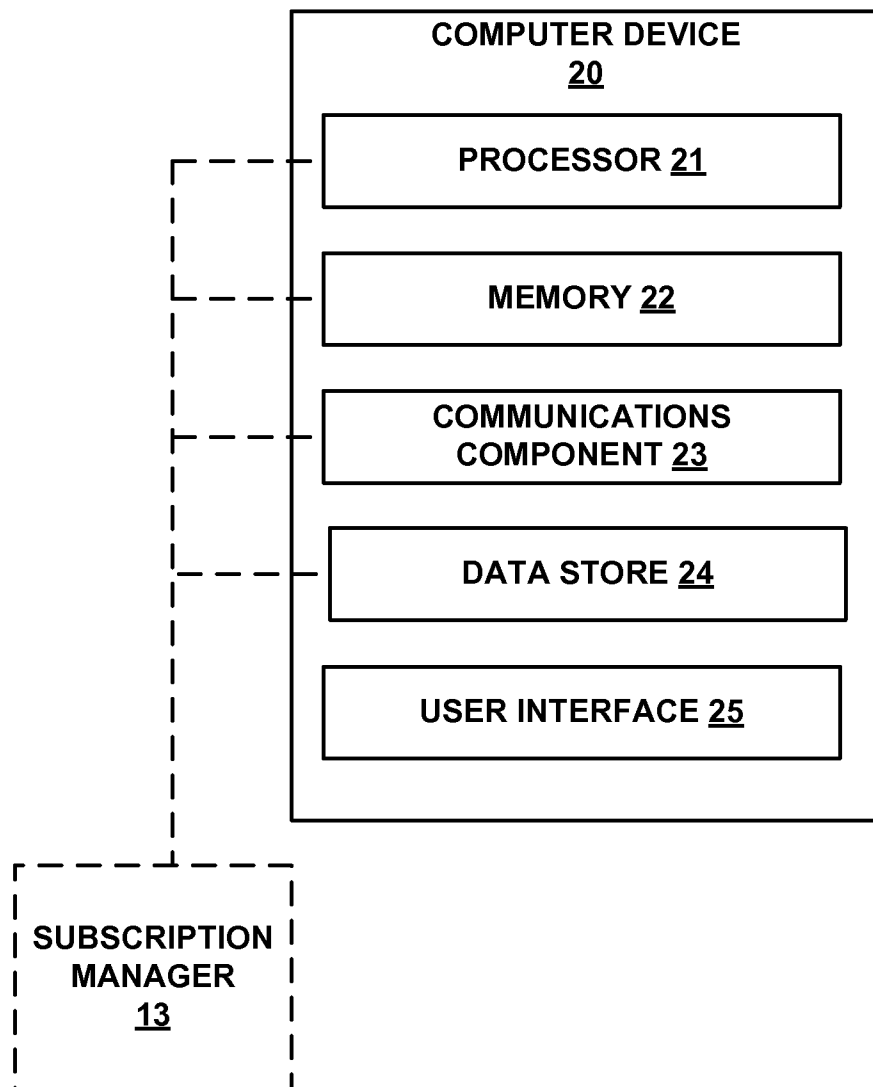 COMPUTER DEVICE
20
PROCESSOR 21
MEMORY 22
COMMUNICATIONS
COMPONENT 23
DATA STORE 24
USER INTERFACE 25
SUBSCRIPTION
MANAGER
13